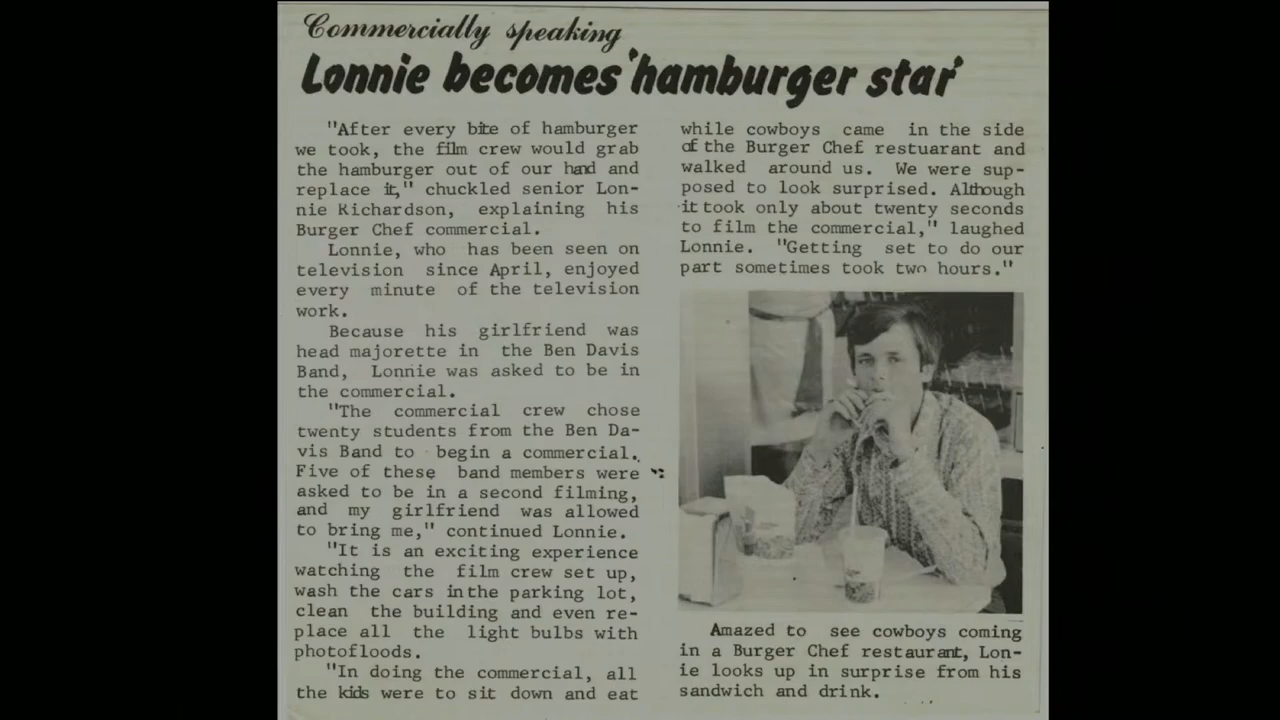 Commercially speaking
Lonnie becomes 'hamburger star'
"After every bite of hamburger
we took, the film crew would grab
the hamburger out of our hand and
replace it," chuckled senior Lon-
nie Richardson, explaining his
Burger Chef commercial.
Lonnie, who has been seen on
television since April, enjoyed
every minute of the television
work.
Because his girlfriend was
head majorette in the Ben Davis
Band, Lonnie was asked to be in
the commercial.
"The commercial crew chose
twenty students from the Ben Da-
vis Band to begin a commercial.
Five of these band members were
asked to be in a second filming,
and my girlfriend was allowed
to bring me," continued Lonnie.
"It is an exciting experience
watching the film crew set up,
wash the cars in the parking lot,
clean the building and even re-
place all the light bulbs with
photofloods.
"In doing the commercial, all
the kids were to sit down and eat
while cowboys came in the side
of the Burger Chef restuarant and
walked around us. We were sup-
posed to look surprised. Although
it took only about twenty seconds
to film the commercial," laughed
Lonnie. "Getting set to do our
part sometimes took two hours."
Amazed to see cowboys coming
in a Burger Chef restaurant, Lon-
ie looks up in surprise from his
sandwich and drink.